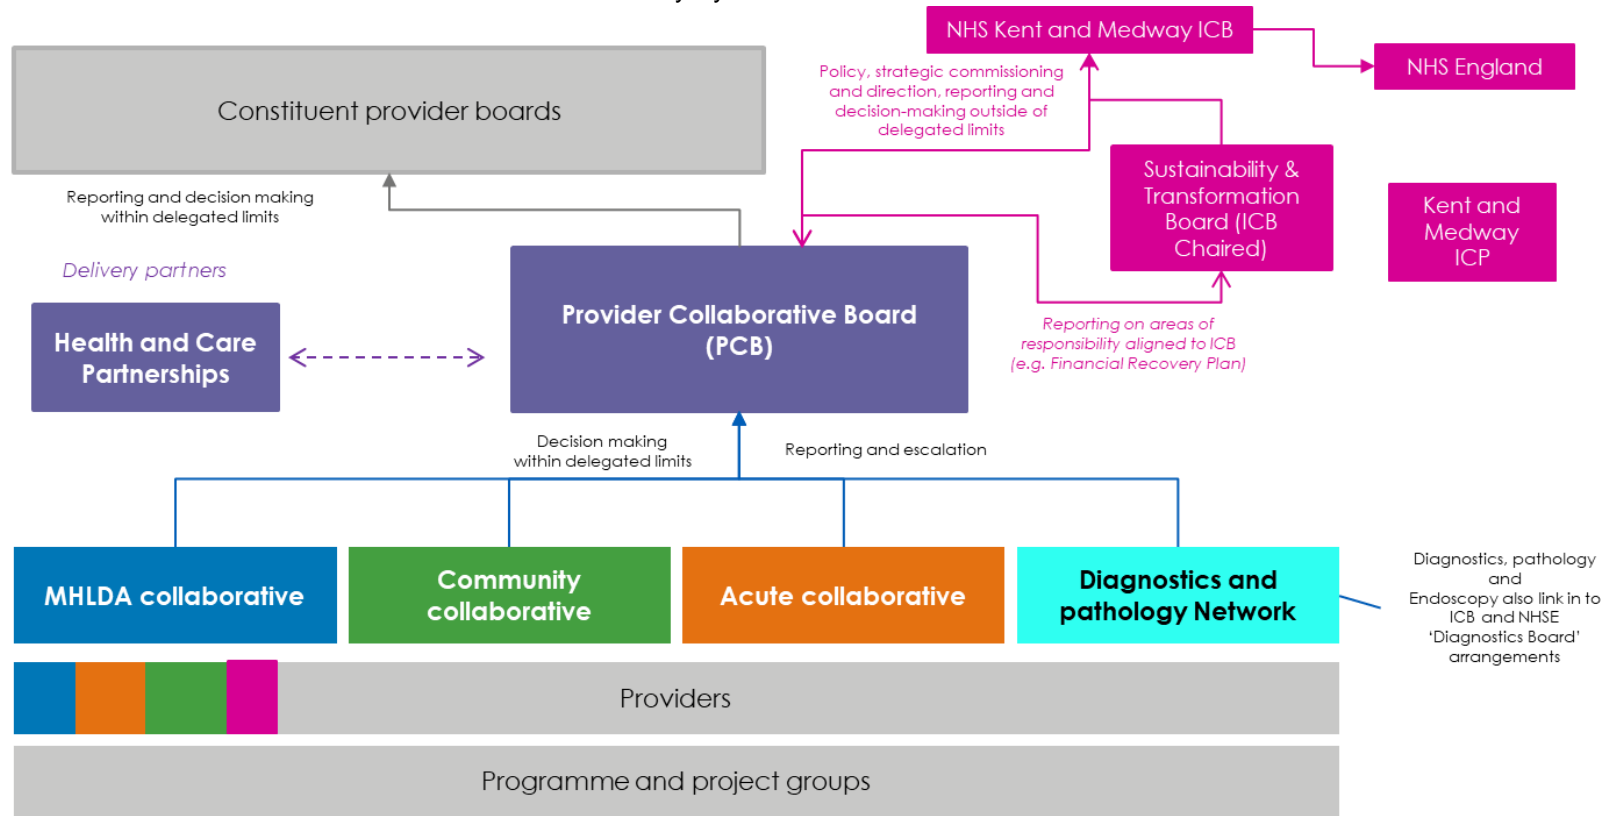 NHS Kent and Medway ICB
NHS England
Policy, strategic commissioning
and direction, reporting and
decision-making outside of
delegated limits
Constituent provider boards
Sustainability &
Transformation
Board (ICB
Chaired)
Kent and
Medway
ICP
Reporting and decision making
within delegated limits
Delivery partners
Health and Care
Partnerships
Provider Collaborative Board
(PCB)
Reporting on areas of
responsibility aligned to ICB
(e.g. Financial Recovery Plan)
Decision making
within delegated limits
Reporting and escalation
MHLDA collaborative
Community
collaborative
Acute collaborative
Diagnostics and
pathology Network
Diagnostics, pathology
and
Endoscopy also link in to
ICB and NHSE
‘Diagnostics Board’
arrangements
Providers
Programme and project groups